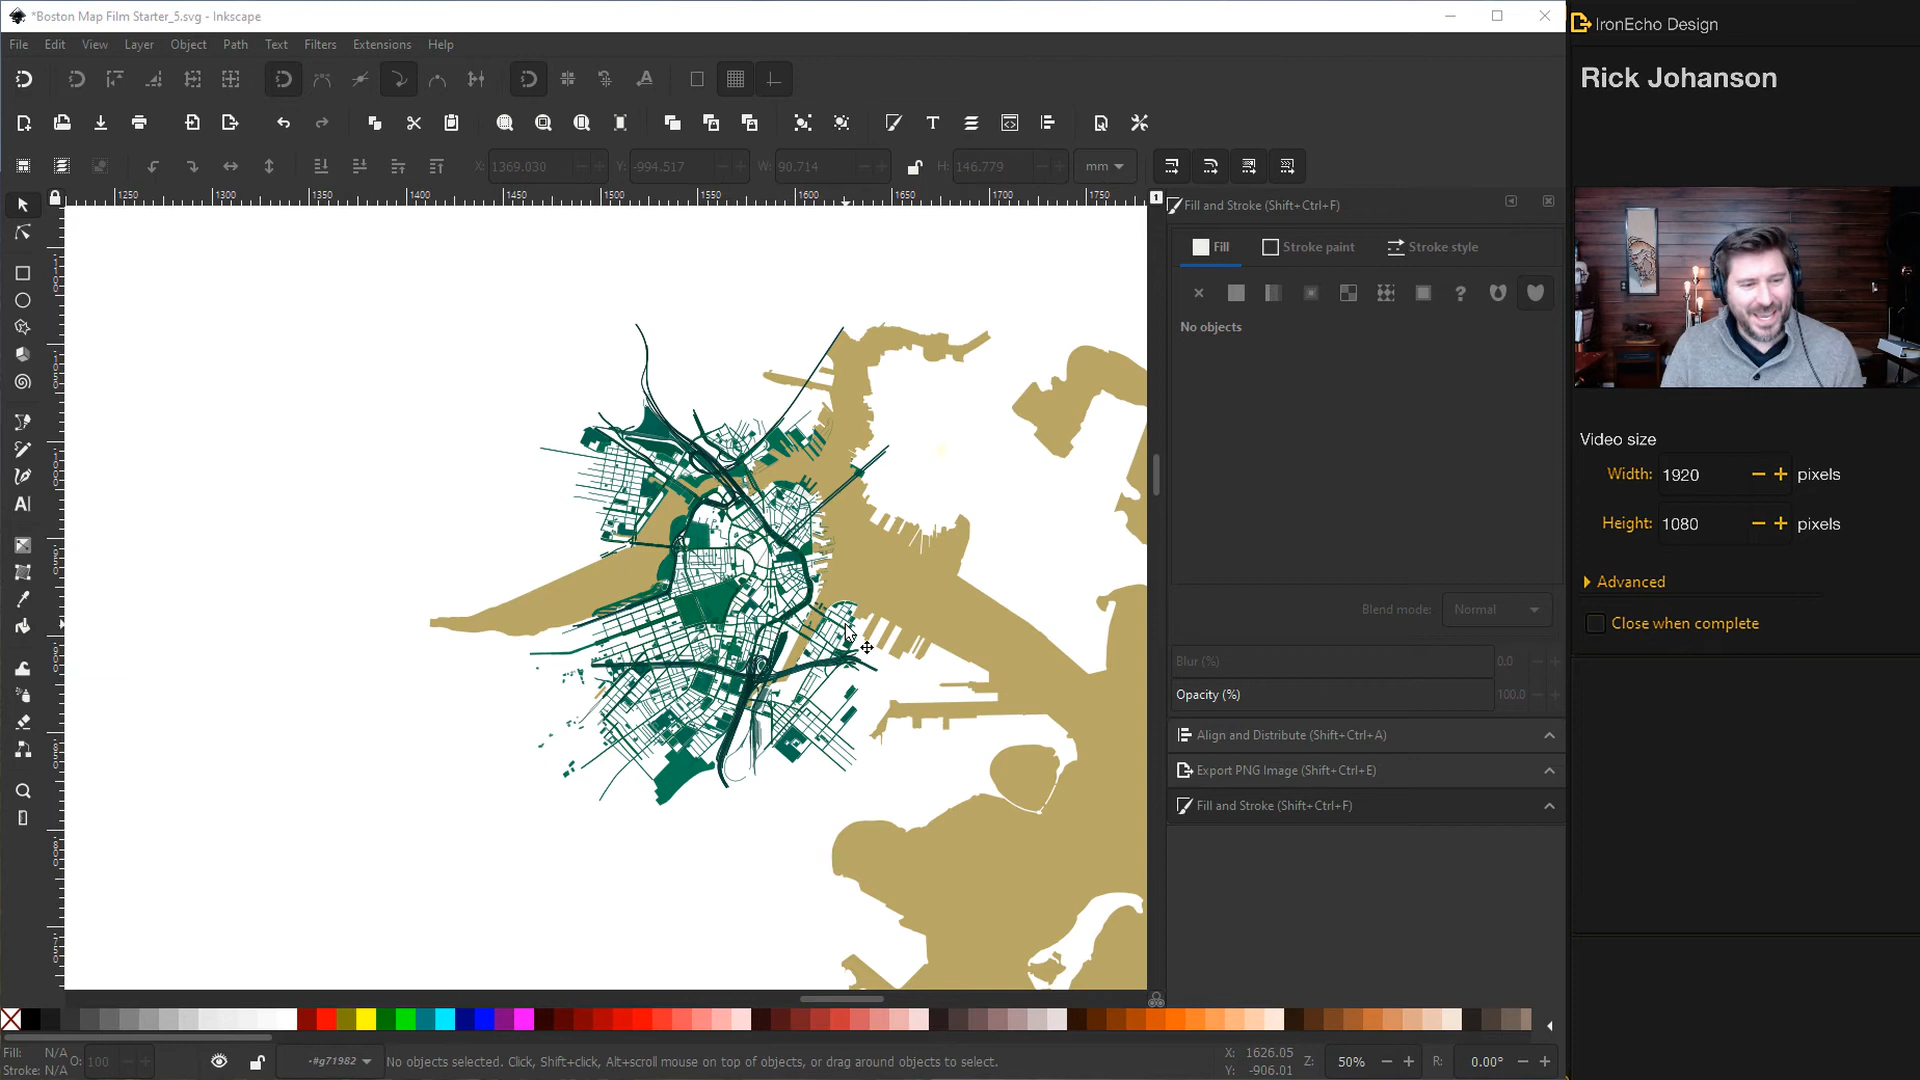 *Boston Map Film Starter_5.svg - Inkscape
File Edit View Layer Object Path Text Filters Extensions Help
X: 1369.030 Y: -994.517 W: 90.714 H: 146.779 mm
1250 1300 1350 1400 1450 1500 1550 1600 1650 1700 1750
1
Fill and Stroke (Shift+Ctrl+F)
Fill Stroke paint Stroke style
No objects
Blend mode: Normal
Blur (%) 0.0
Opacity (%) 100.0
Align and Distribute (Shift+Ctrl+A)
Export PNG Image (Shift+Ctrl+E)
Fill and Stroke (Shift+Ctrl+F)
Fill: N/A
Stroke: N/A
O: 100
-#g71982
No objects selected. Click, Shift+click, Alt+scroll mouse on top of objects, or drag around objects to select.
X: 1626.05
Y: -906.01
Z: 50%
R: 0.00°
IronEcho Design
Rick Johanson
Video size
Width: 1920 pixels
Height: 1080 pixels
Advanced
Close when complete